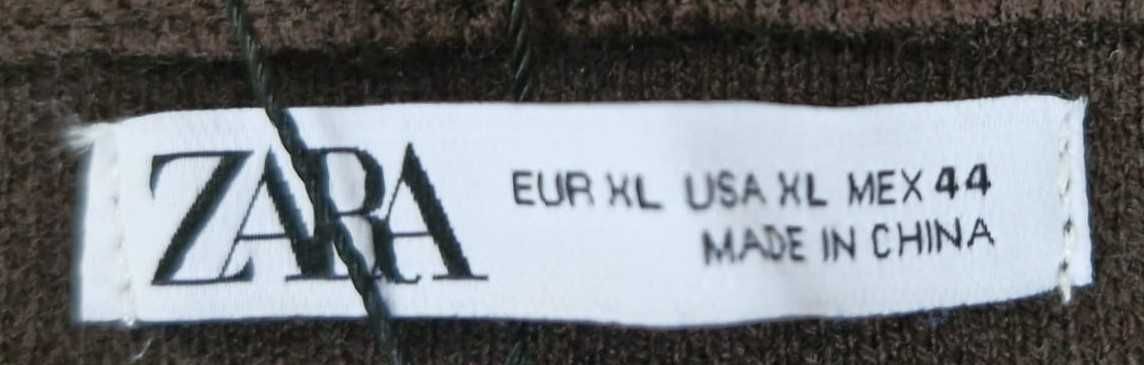 ZARA
EUR XL USA XL MEX 44
MADE IN CHINA